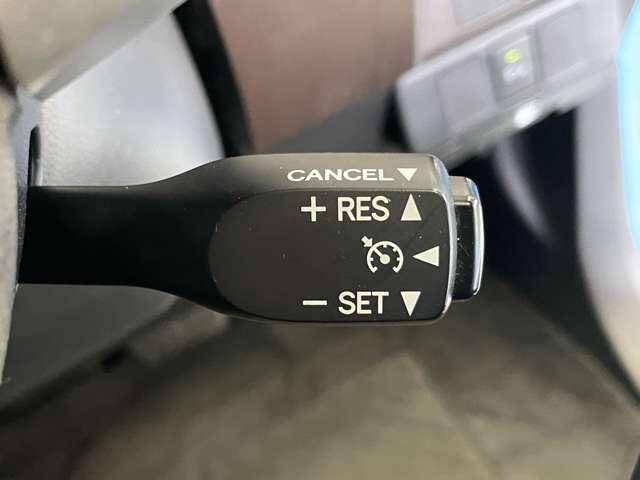 CANCEL ▼
+ RES ▲
◀
− SET ▼